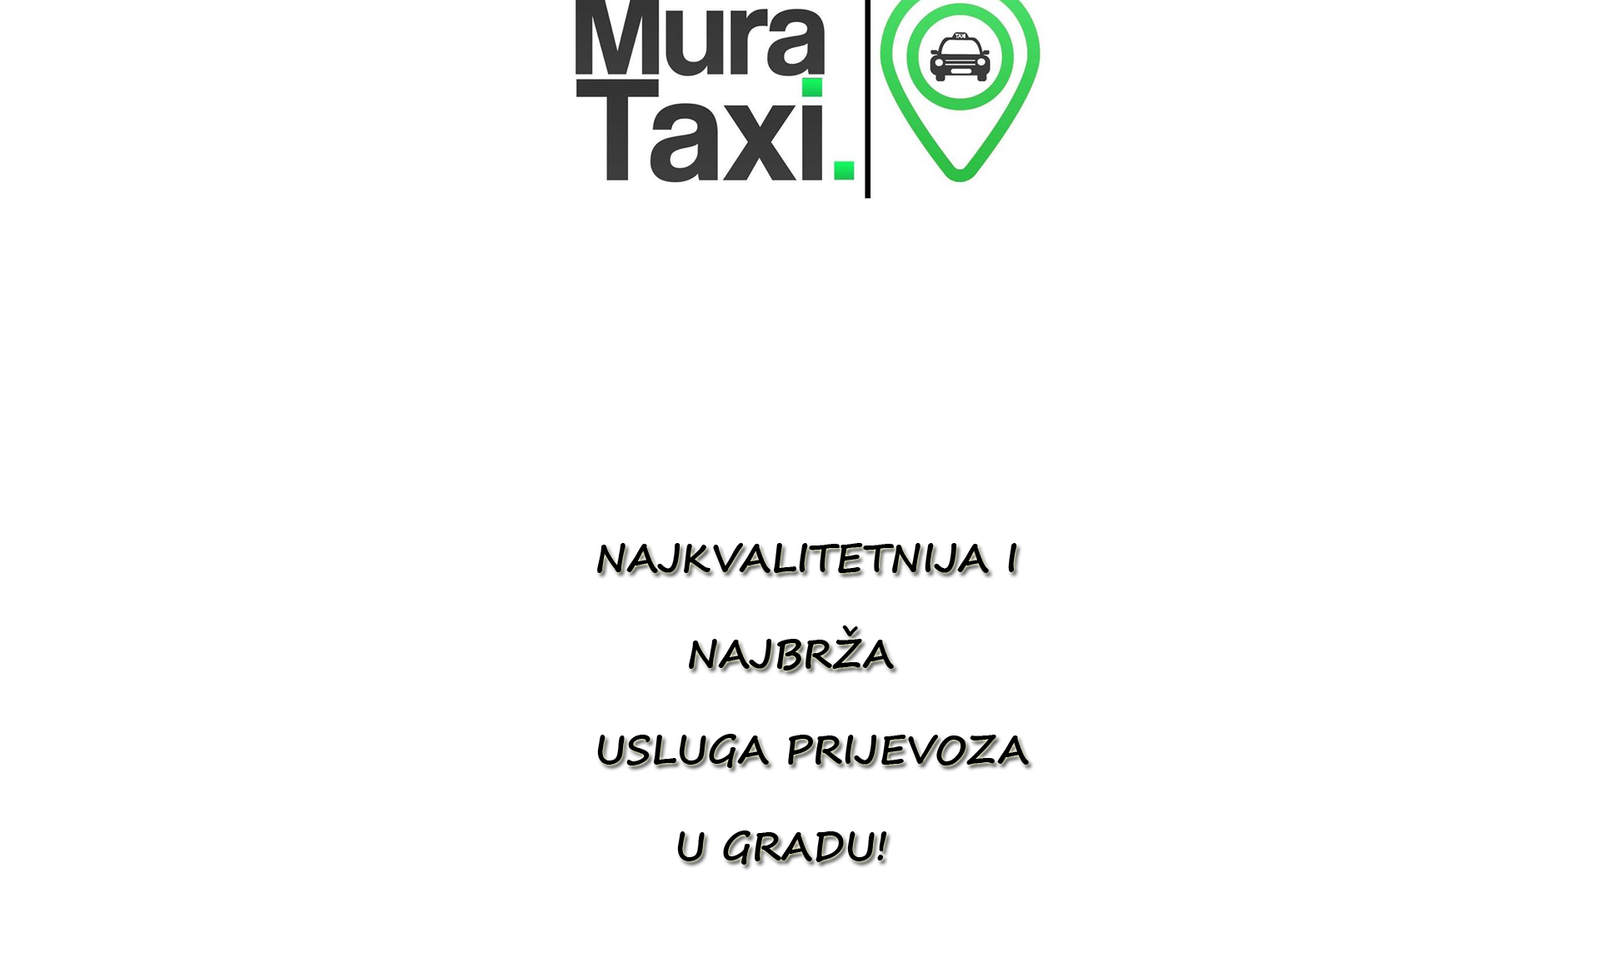 Mura
Taxi.
TAXI
NAJKVALITETNIJA I
NAJBRŽA
USLUGA PRIJEVOZA
U GRADU!